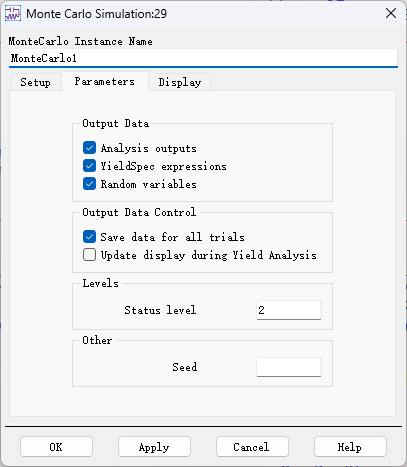 Monte Carlo Simulation:29
MonteCarlo Instance Name
MonteCarlo1
Setup Parameters Display
Output Data
Analysis outputs
YieldSpec expressions
Random variables
Output Data Control
Save data for all trials
Update display during Yield Analysis
Levels
Status level 2
Other
Seed
OK Apply Cancel Help